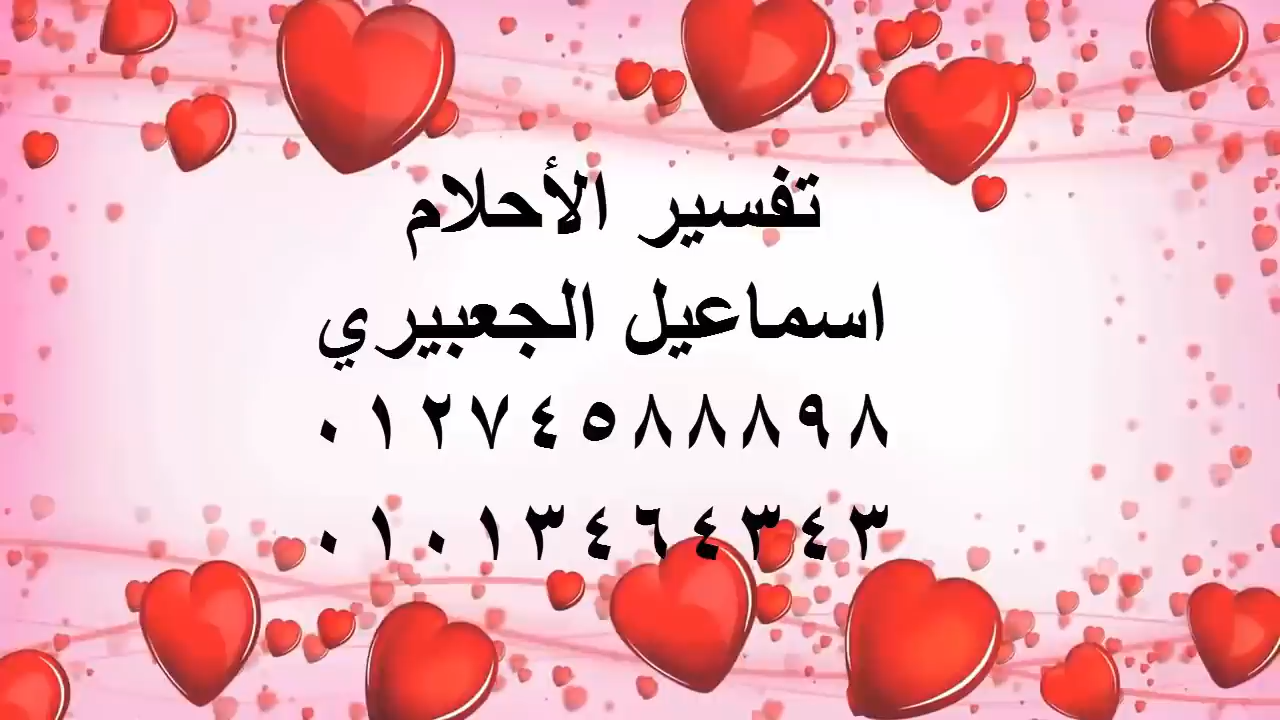 تفسير الأحلام
اسماعيل الجعبيري
٠١٢٧٤٥٨٨٨٩٨
٠١٠١٣٤٦٤٣٤٣